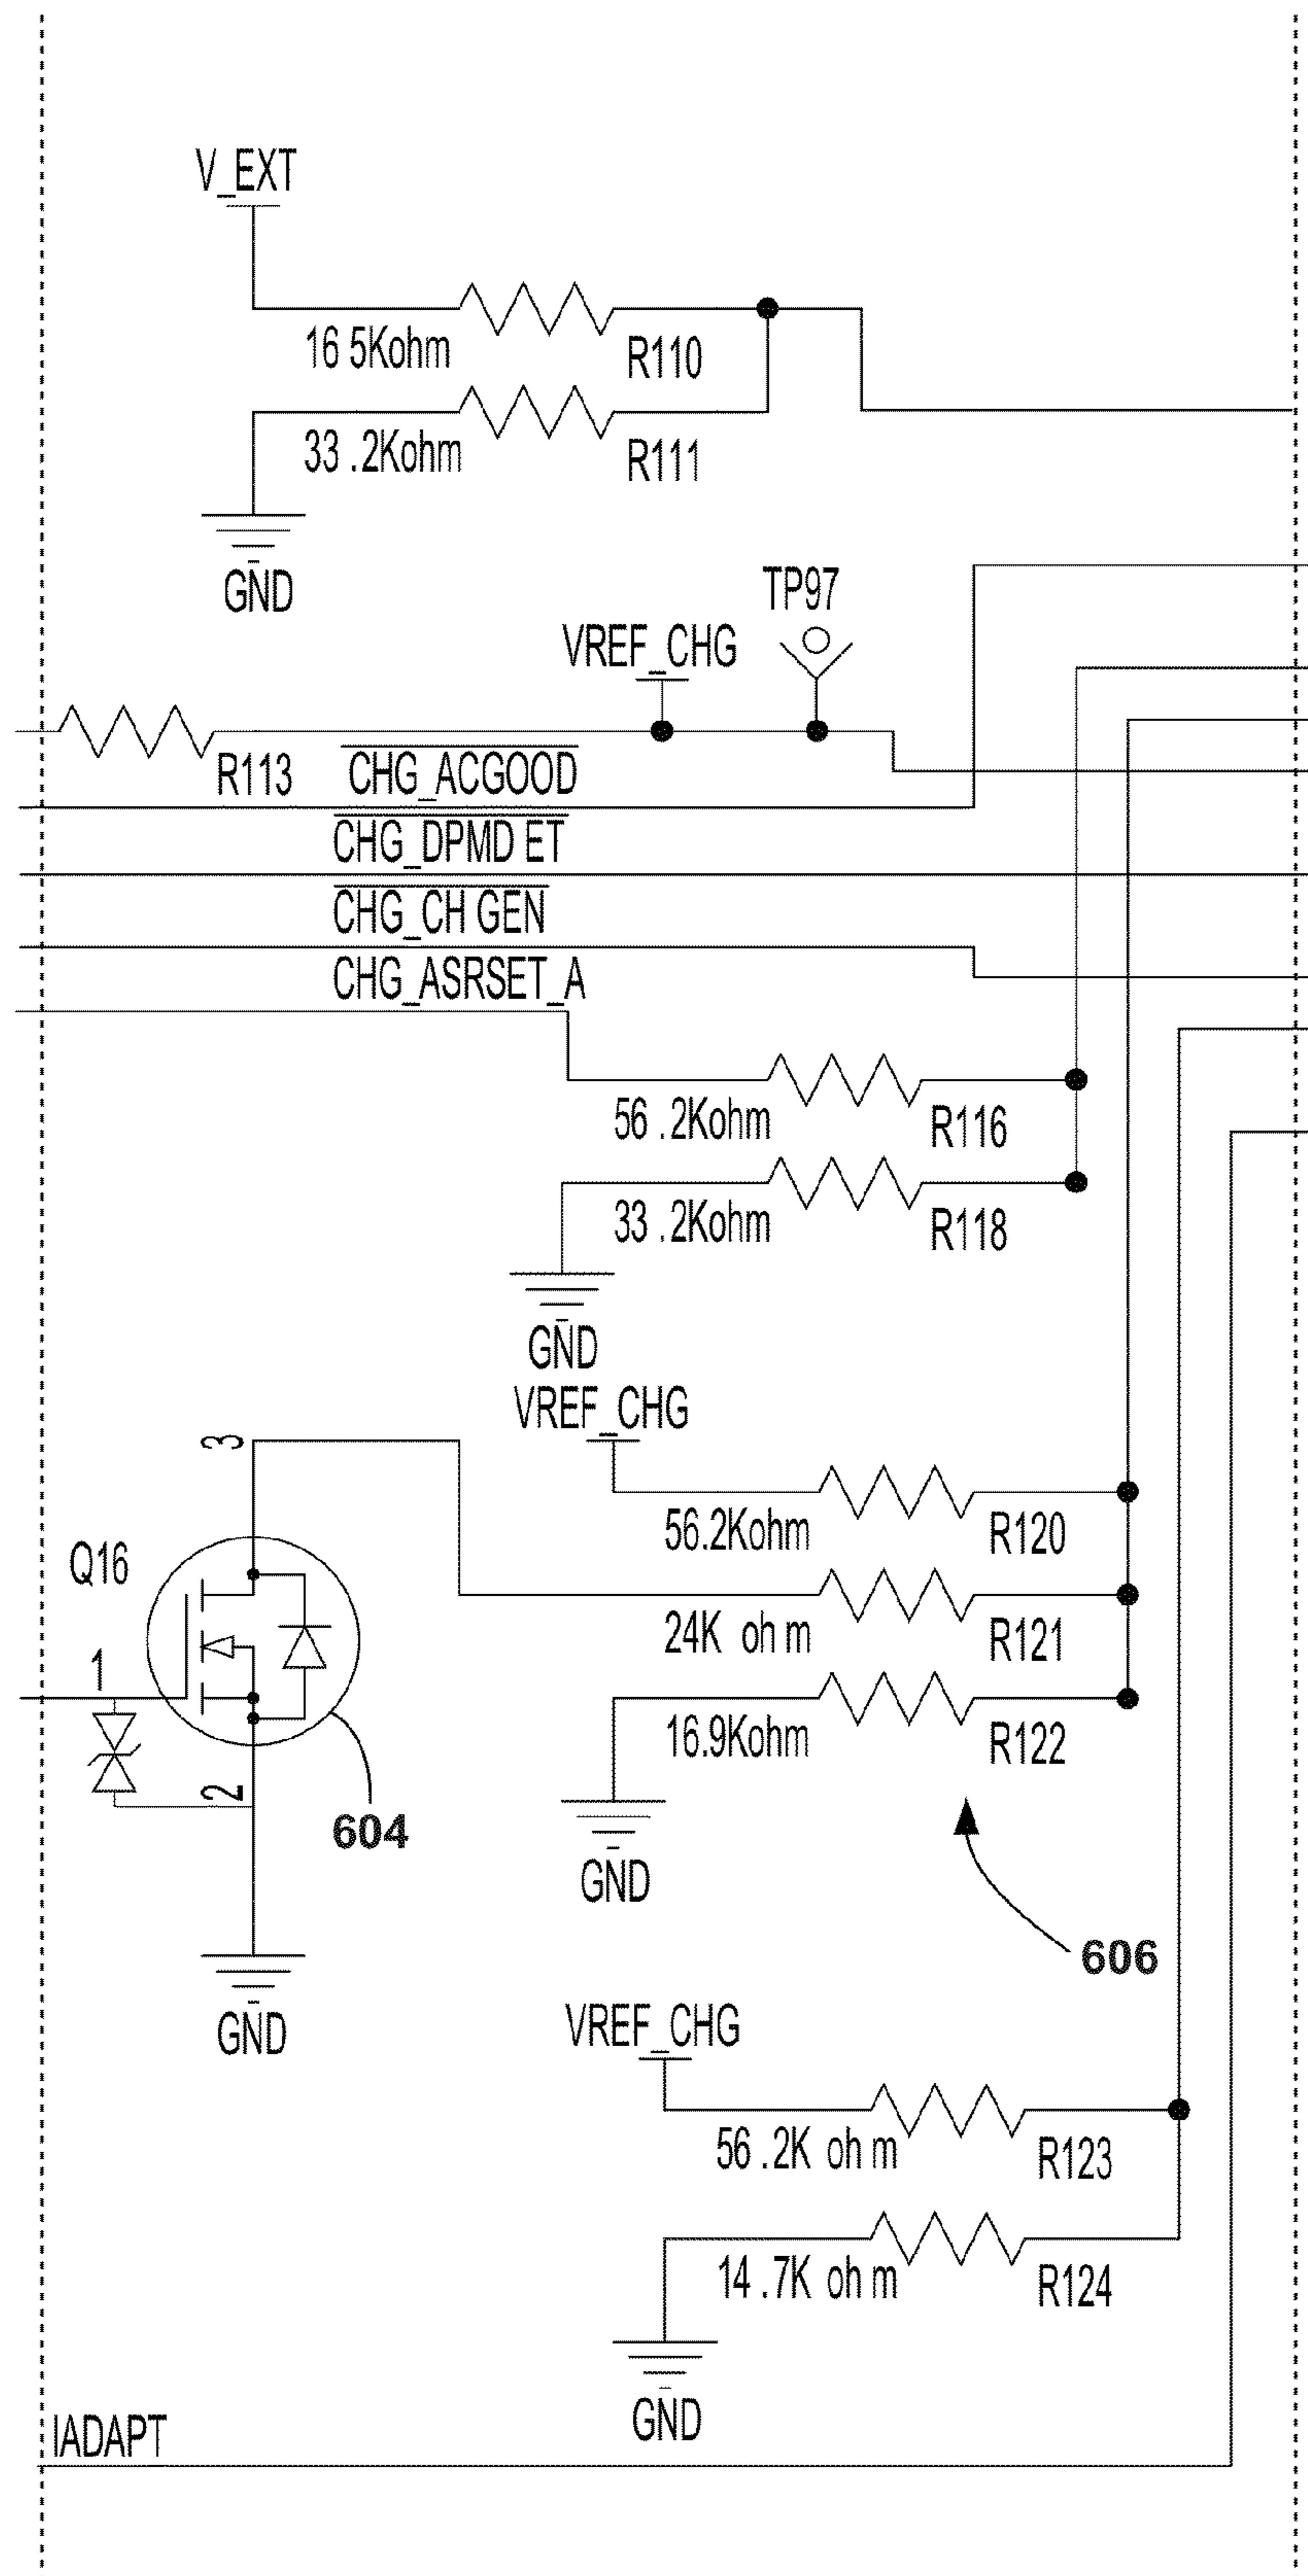 V_EXT
16 5Kohm
R110
33 .2Kohm
R111
GND
TP97
VREF_CHG
R113
CHG_ACGOOD
CHG_DPMD ET
CHG_CH GEN
CHG_ASRSET_A
56 .2Kohm
R116
33 .2Kohm
R118
GND
VREF_CHG
3
56.2Kohm
R120
Q16
24K oh m
R121
1
16.9Kohm
R122
2
604
GND
606
GND
VREF_CHG
56 .2K oh m
R123
14 .7K oh m
R124
GND
IADAPT